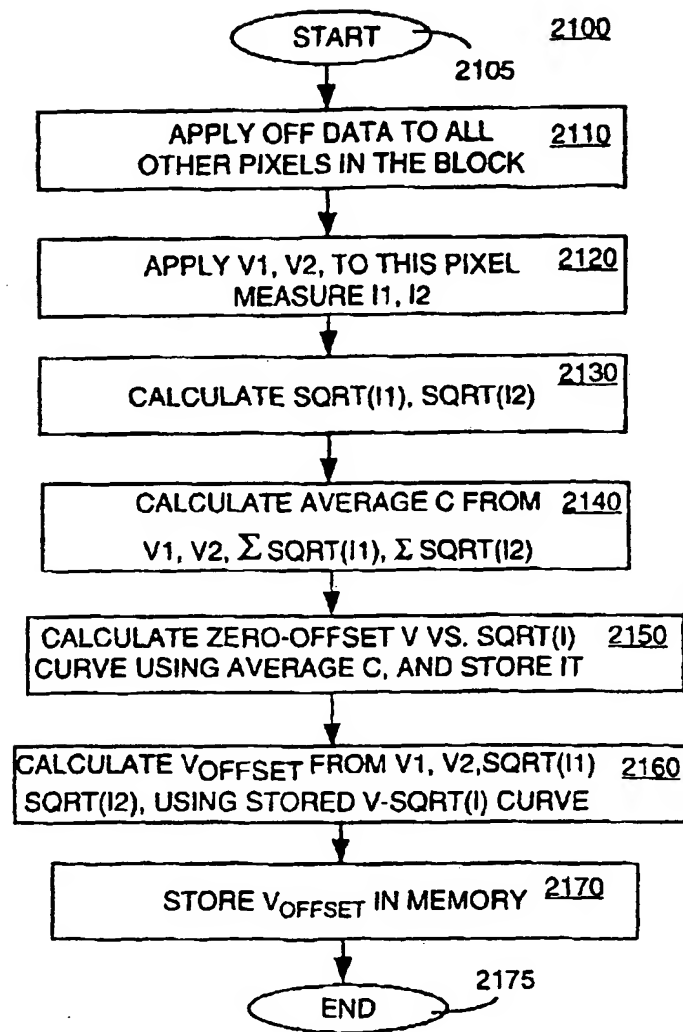 START
2100
2105
APPLY OFF DATA TO ALL 2110
OTHER PIXELS IN THE BLOCK
APPLY V1, V2, TO THIS PIXEL 2120
MEASURE I1, I2
2130
CALCULATE SQRT(I1), SQRT(I2)
CALCULATE AVERAGE C FROM 2140
V1, V2, Σ SQRT(I1), Σ SQRT(I2)
CALCULATE ZERO-OFFSET V VS. SQRT(I) 2150
CURVE USING AVERAGE C, AND STORE IT
CALCULATE VOFFSET FROM V1, V2,SQRT(I1) 2160
SQRT(I2), USING STORED V-SQRT(I) CURVE
STORE VOFFSET IN MEMORY 2170
2175
END